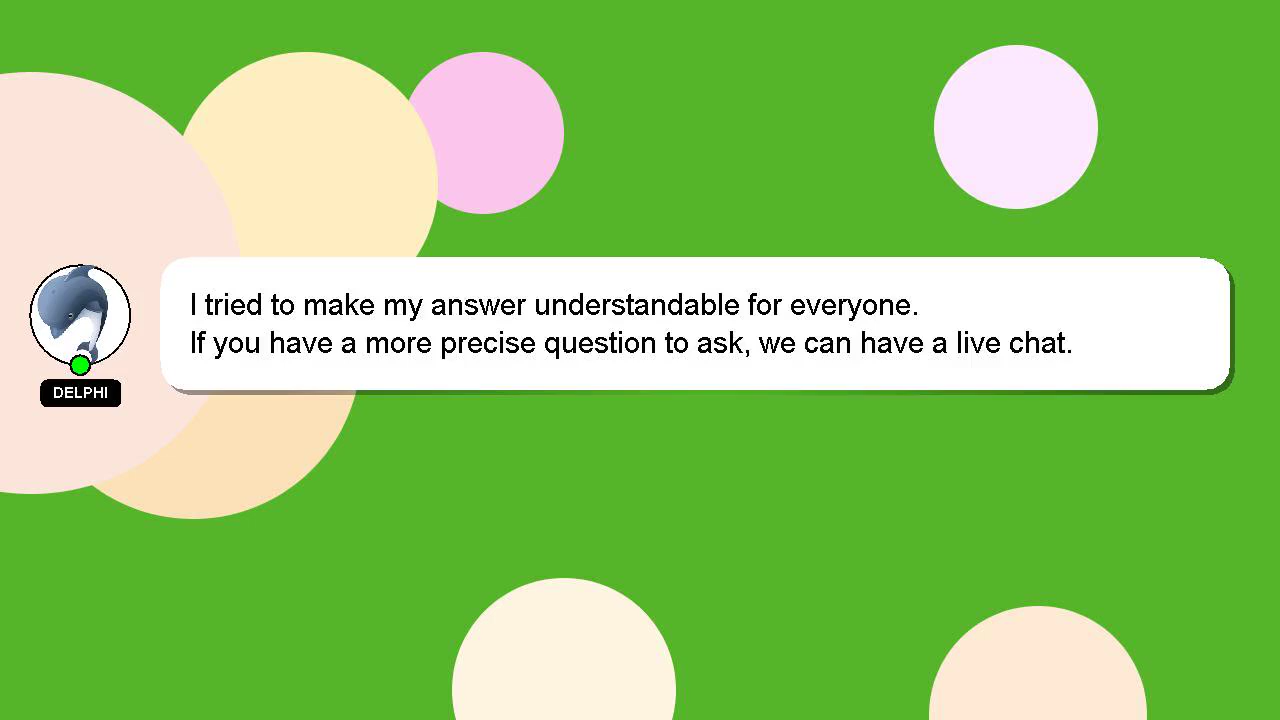 I tried to make my answer understandable for everyone.
If you have a more precise question to ask, we can have a live chat.
DELPHI